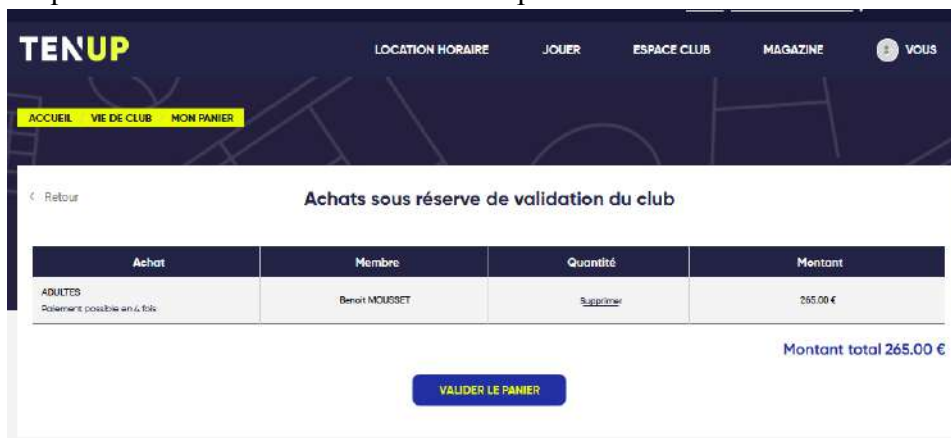 TENUP
LOCATION HORAIRE JOUER ESPACE CLUB MAGAZINE VOUS
ACCUEIL VIE DE CLUB MON PANIER
< Retour
Achats sous réserve de validation du club
Achat Membre Quantité Montant
ADULTES
Paiement possible en 4 fois
Benoit MOUSSET Supprimer 265.00 €
Montant total 265.00 €
VALIDER LE PANIER